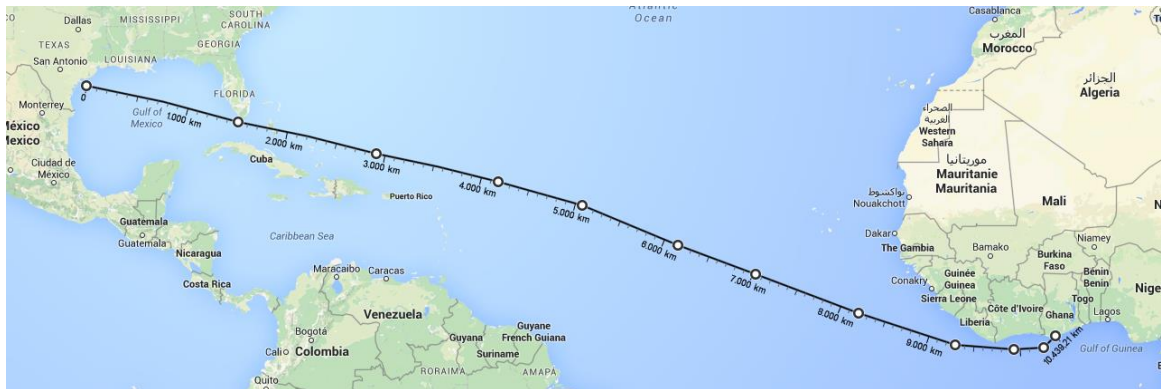 Atlantic
Ocean
Dallas
MISSISSIPPI
SOUTH
CAROLINA
GEORGIA
TEXAS
LOUISIANA
San Antonio
FLORIDA
Monterrey
Gulf of
Mexico
México
Mexico
Ciudad de
México
Cuba
Puerto Rico
Guatemala
Guatemala
Nicaragua
Caribbean Sea
Costa Rica
Maracaibo
Caracas
Venezuela
Bogotá
Colombia
Cali
Quito
Guyana
Guyane
French Guiana
Suriname
RORAIMA
AMAPÁ
0
1.000 km
2.000 km
3.000 km
4.000 km
5.000 km
6.000 km
7.000 km
8.000 km
9.000 km
10.439,21 km
Casablanca
المغرب
Morocco
الجزائر
Algeria
الصحراء
الغربية
Western
Sahara
موريتانيا
Mauritanie
Mauritania
نواكشوط
Nouakchott
Mali
Dakar
The Gambia
Bamako
Niamey
Burkina
Faso
Guinée
Guinea
Bénin
Benin
Conakry
Sierra Leone
Côte d'Ivoire
Togo
Ghana
Lagos
Liberia
Gulf of Guinea